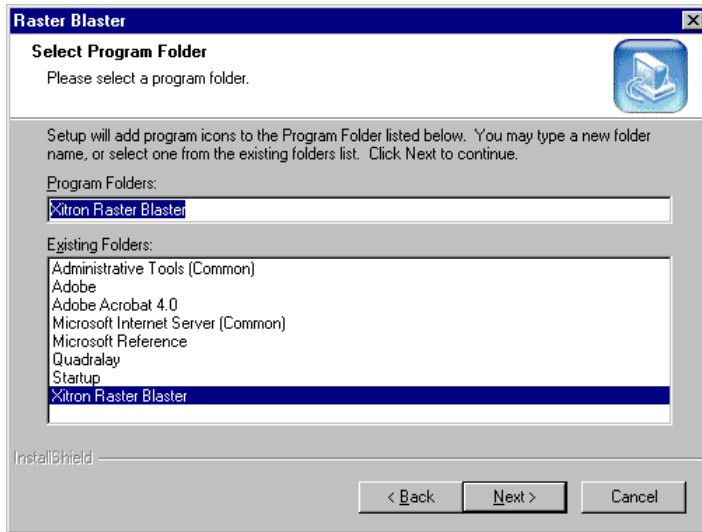 Raster Blaster
Select Program Folder
Please select a program folder.
Setup will add program icons to the Program Folder listed below.  You may type a new folder
name, or select one from the existing folders list.  Click Next to continue.
Program Folders:
Xitron Raster Blaster
Existing Folders:
Administrative Tools (Common)
Adobe
Adobe Acrobat 4.0
Microsoft Internet Server (Common)
Microsoft Reference
Quadralay
Startup
Xitron Raster Blaster
InstallShield
< Back
Next >
Cancel